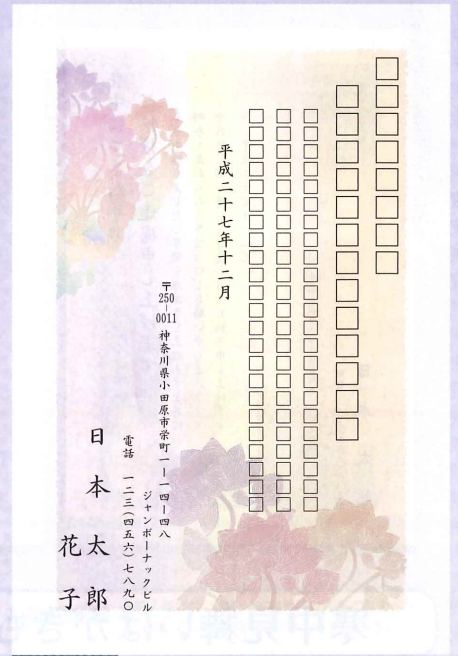 □□□□□□□□
□□□□□□□□□□□□□
□□□□□□□□□□□□□□□□□□□□□□□
□□□□□□□□□□□□□□□□□□□□□□□
□□□□□□□□□□□□□□□□□□□□□□□
平成二十七年十二月
〒250-0011 神奈川県小田原市栄町一ー一四ー四八
ジャンボーナックビル
電話 一二三(四五六)七八九〇
日本太郎
花子